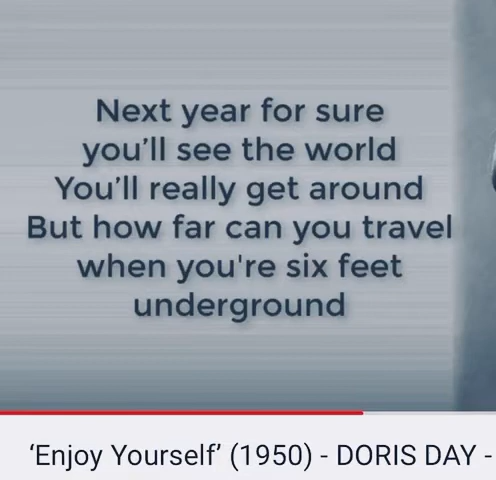 Next year for sure
you’ll see the world
You’ll really get around
But how far can you travel
when you're six feet
underground
‘Enjoy Yourself’ (1950) - DORIS DAY -